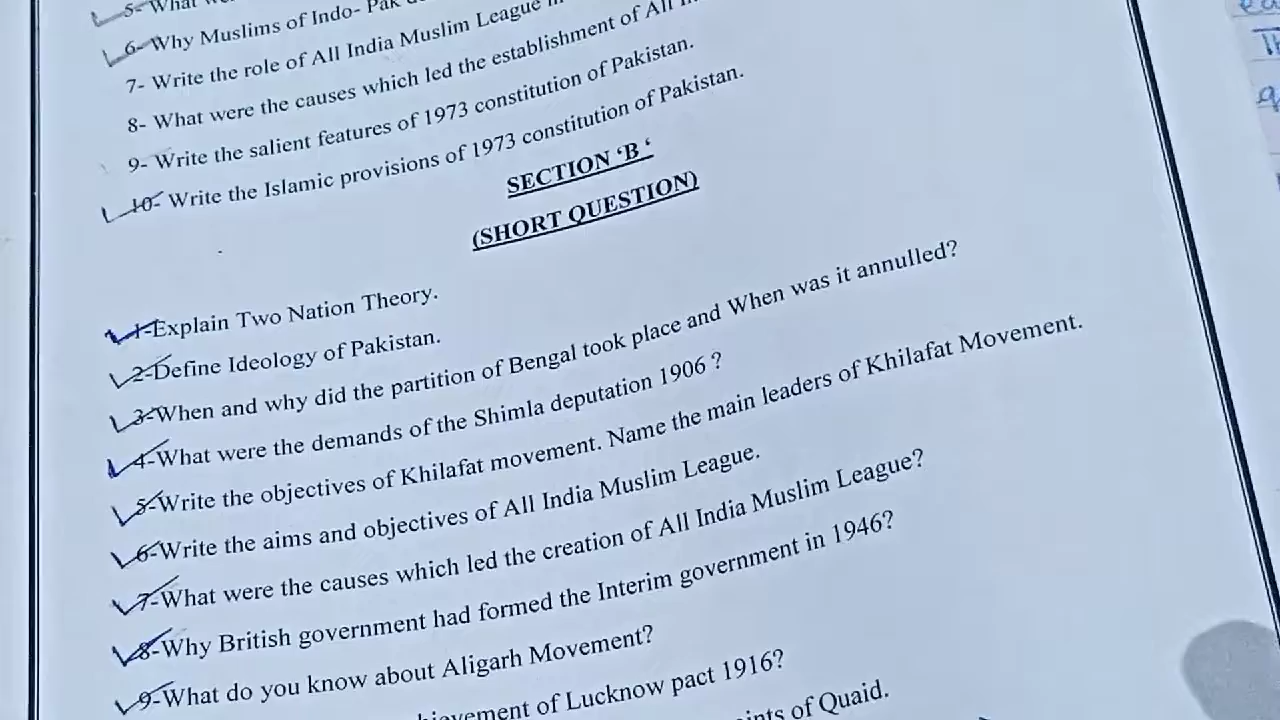 5- What
6- Why Muslims of Indo- Pak
7- Write the role of All India Muslim League
8- What were the causes which led the establishment of All
9- Write the salient features of 1973 constitution of Pakistan.
10- Write the Islamic provisions of 1973 constitution of Pakistan.
SECTION ‘B‘
(SHORT QUESTION)
1-Explain Two Nation Theory.
2-Define Ideology of Pakistan.
3-When and why did the partition of Bengal took place and When was it annulled?
4-What were the demands of the Shimla deputation 1906 ?
5-Write the objectives of Khilafat movement. Name the main leaders of Khilafat Movement.
6-Write the aims and objectives of All India Muslim League.
7-What were the causes which led the creation of All India Muslim League?
8-Why British government had formed the Interim government in 1946?
9-What do you know about Aligarh Movement?
of Lucknow pact 1916?
of Quaid.